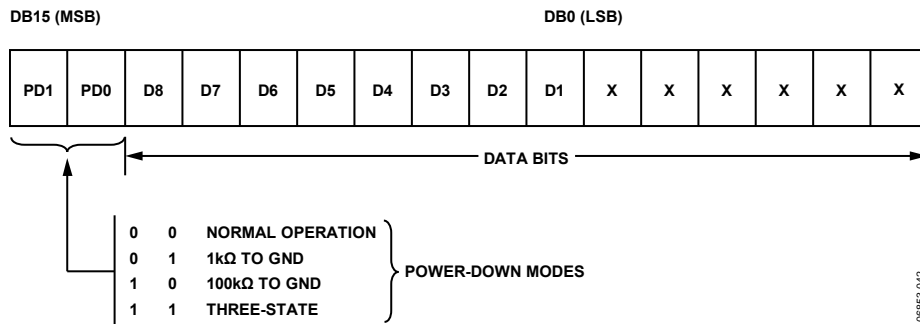 DB15 (MSB) DB0 (LSB)
PD1 PD0 D8 D7 D6 D5 D4 D3 D2 D1 X X X X X X
DATA BITS
0 0 NORMAL OPERATION
0 1 1kΩ TO GND
1 0 100kΩ TO GND
1 1 THREE-STATE
POWER-DOWN MODES